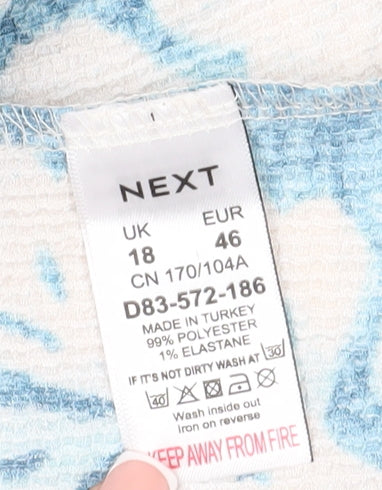 NEXT
UK EUR
18 46
CN 170/104A
D83-572-186
MADE IN TURKEY
99% POLYESTER
1% ELASTANE
IF IT'S NOT DIRTY WASH AT 30
40
Wash inside out
Iron on reverse
KEEP AWAY FROM FIRE